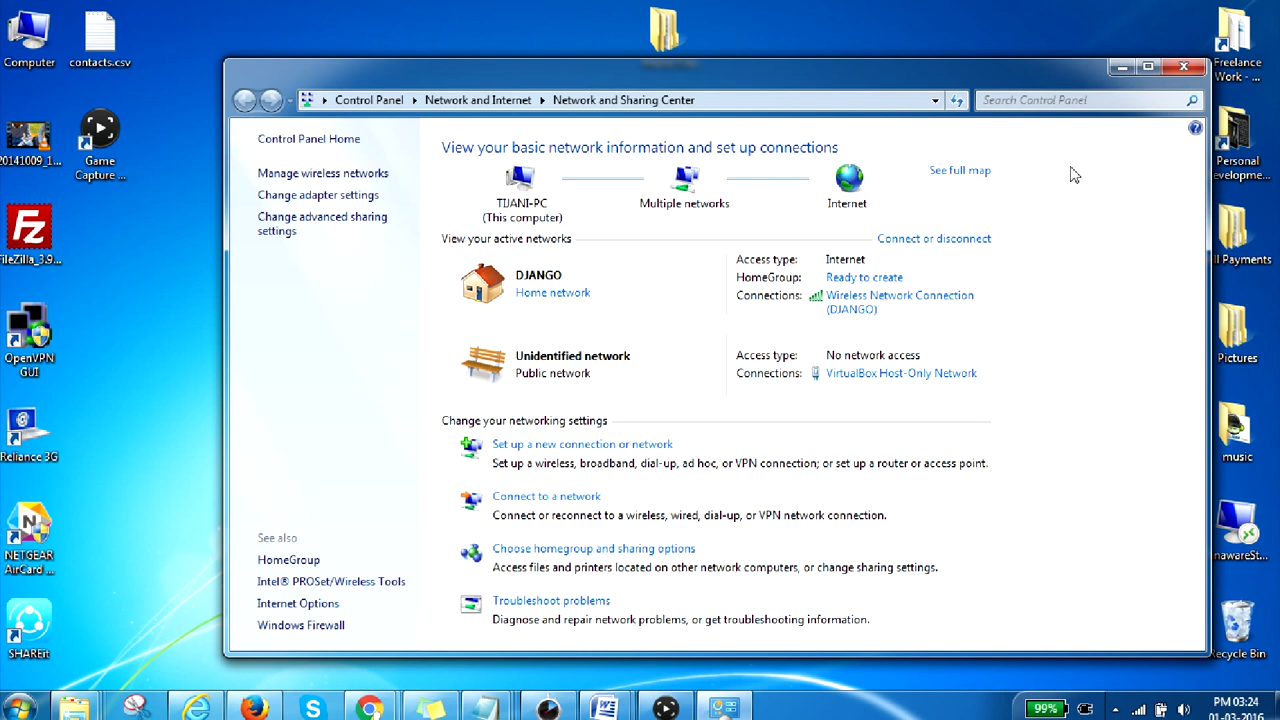 Computer
contacts.csv
20141009_1...
Game
Capture ...
FileZilla_3.9...
OpenVPN
GUI
Reliance 3G
NETGEAR
AirCard ...
SHAREit
Control Panel
Network and Internet
Network and Sharing Center
Search Control Panel
Control Panel Home
Manage wireless networks
Change adapter settings
Change advanced sharing
settings
See also
HomeGroup
Intel® PROSet/Wireless Tools
Internet Options
Windows Firewall
View your basic network information and set up connections
See full map
TIJANI-PC
(This computer)
Multiple networks
Internet
View your active networks
Connect or disconnect
DJANGO
Home network
Access type: Internet
HomeGroup: Ready to create
Connections: Wireless Network Connection
(DJANGO)
Unidentified network
Public network
Access type: No network access
Connections: VirtualBox Host-Only Network
Change your networking settings
Set up a new connection or network
Set up a wireless, broadband, dial-up, ad hoc, or VPN connection; or set up a router or access point.
Connect to a network
Connect or reconnect to a wireless, wired, dial-up, or VPN network connection.
Choose homegroup and sharing options
Access files and printers located on other network computers, or change sharing settings.
Troubleshoot problems
Diagnose and repair network problems, or get troubleshooting information.
Freelance
Work - ...
Personal
Developme...
ll Payments
Pictures
music
nawareSt...
Recycle Bin
99%
PM 03:24
01-03-2016